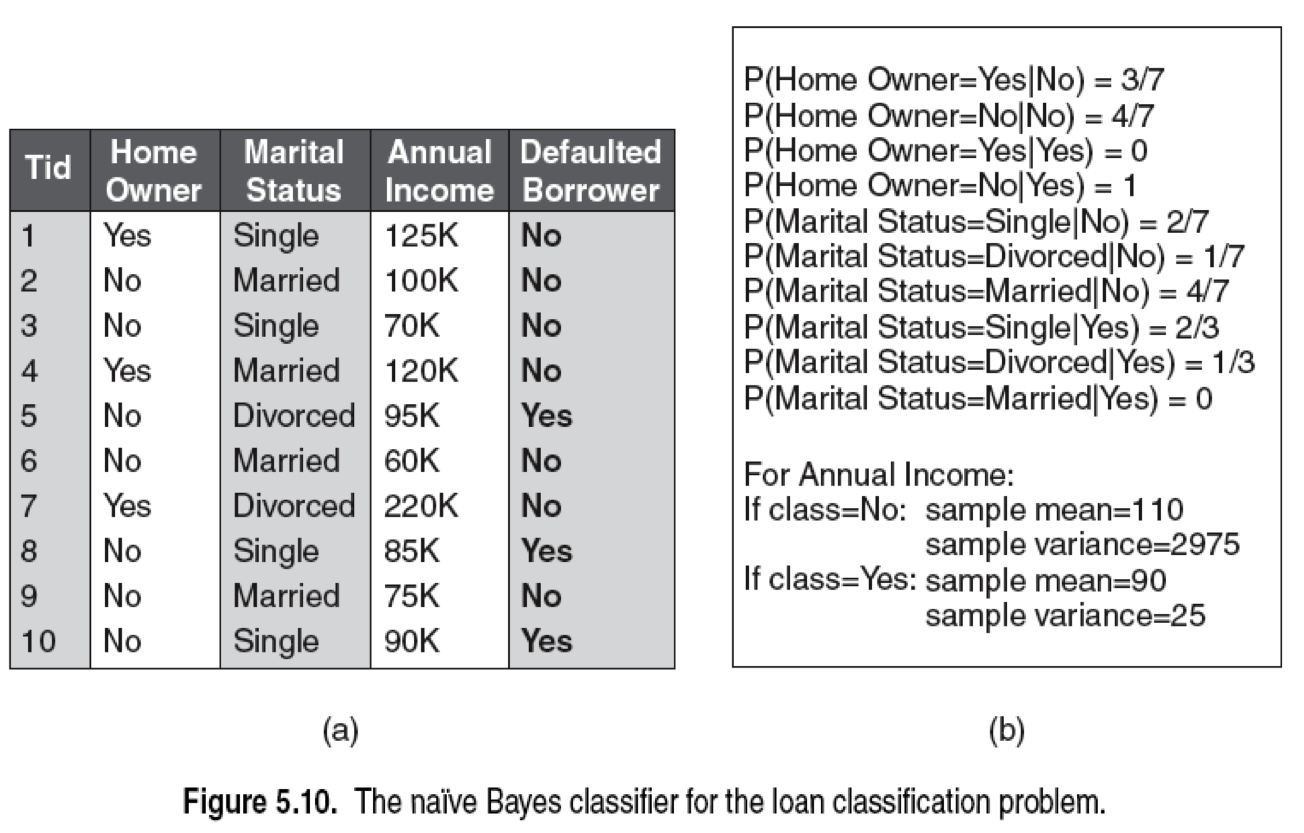 Tid Home Owner Marital Status Annual Income Defaulted Borrower
1 Yes Single 125K No
2 No Married 100K No
3 No Single 70K No
4 Yes Married 120K No
5 No Divorced 95K Yes
6 No Married 60K No
7 Yes Divorced 220K No
8 No Single 85K Yes
9 No Married 75K No
10 No Single 90K Yes
(a)
P(Home Owner=Yes|No) = 3/7
P(Home Owner=No|No) = 4/7
P(Home Owner=Yes|Yes) = 0
P(Home Owner=No|Yes) = 1
P(Marital Status=Single|No) = 2/7
P(Marital Status=Divorced|No) = 1/7
P(Marital Status=Married|No) = 4/7
P(Marital Status=Single|Yes) = 2/3
P(Marital Status=Divorced|Yes) = 1/3
P(Marital Status=Married|Yes) = 0
For Annual Income:
If class=No: sample mean=110
sample variance=2975
If class=Yes: sample mean=90
sample variance=25
(b)
Figure 5.10. The naïve Bayes classifier for the loan classification problem.